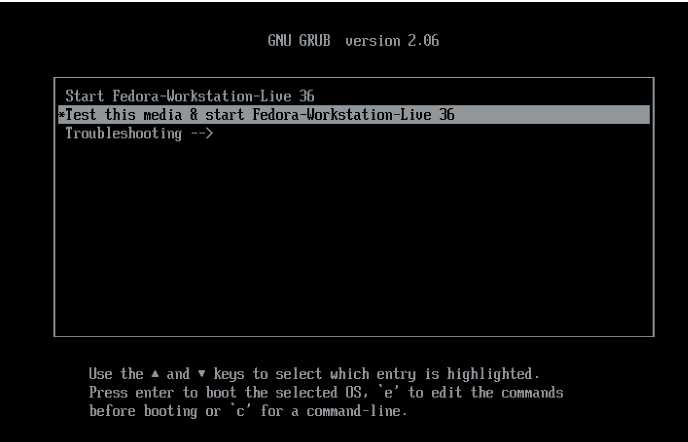 GNU GRUB version 2.06
Start Fedora-Workstation-Live 36
*Test this media & start Fedora-Workstation-Live 36
Troubleshooting -->
Use the ▲ and ▼ keys to select which entry is highlighted.
Press enter to boot the selected OS, `e' to edit the commands
before booting or `c' for a command-line.